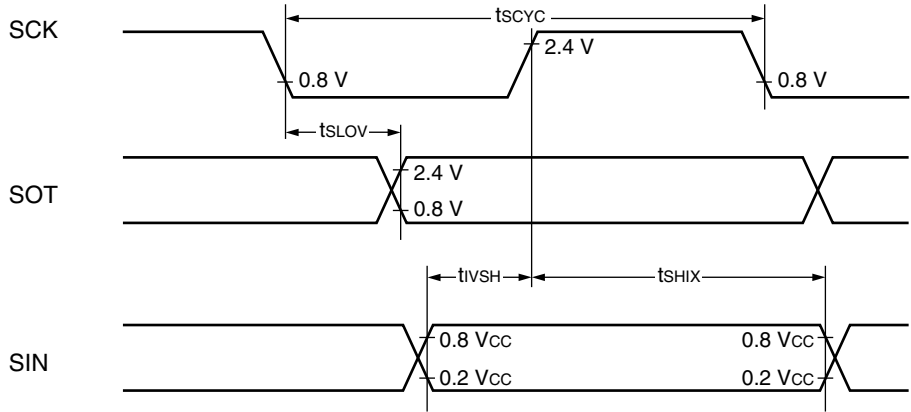 tSCYC
SCK
2.4 V
0.8 V
0.8 V
tSLOV
SOT
2.4 V
0.8 V
tIVSH
tSHIX
SIN
0.8 VCC
0.8 VCC
0.2 VCC
0.2 VCC